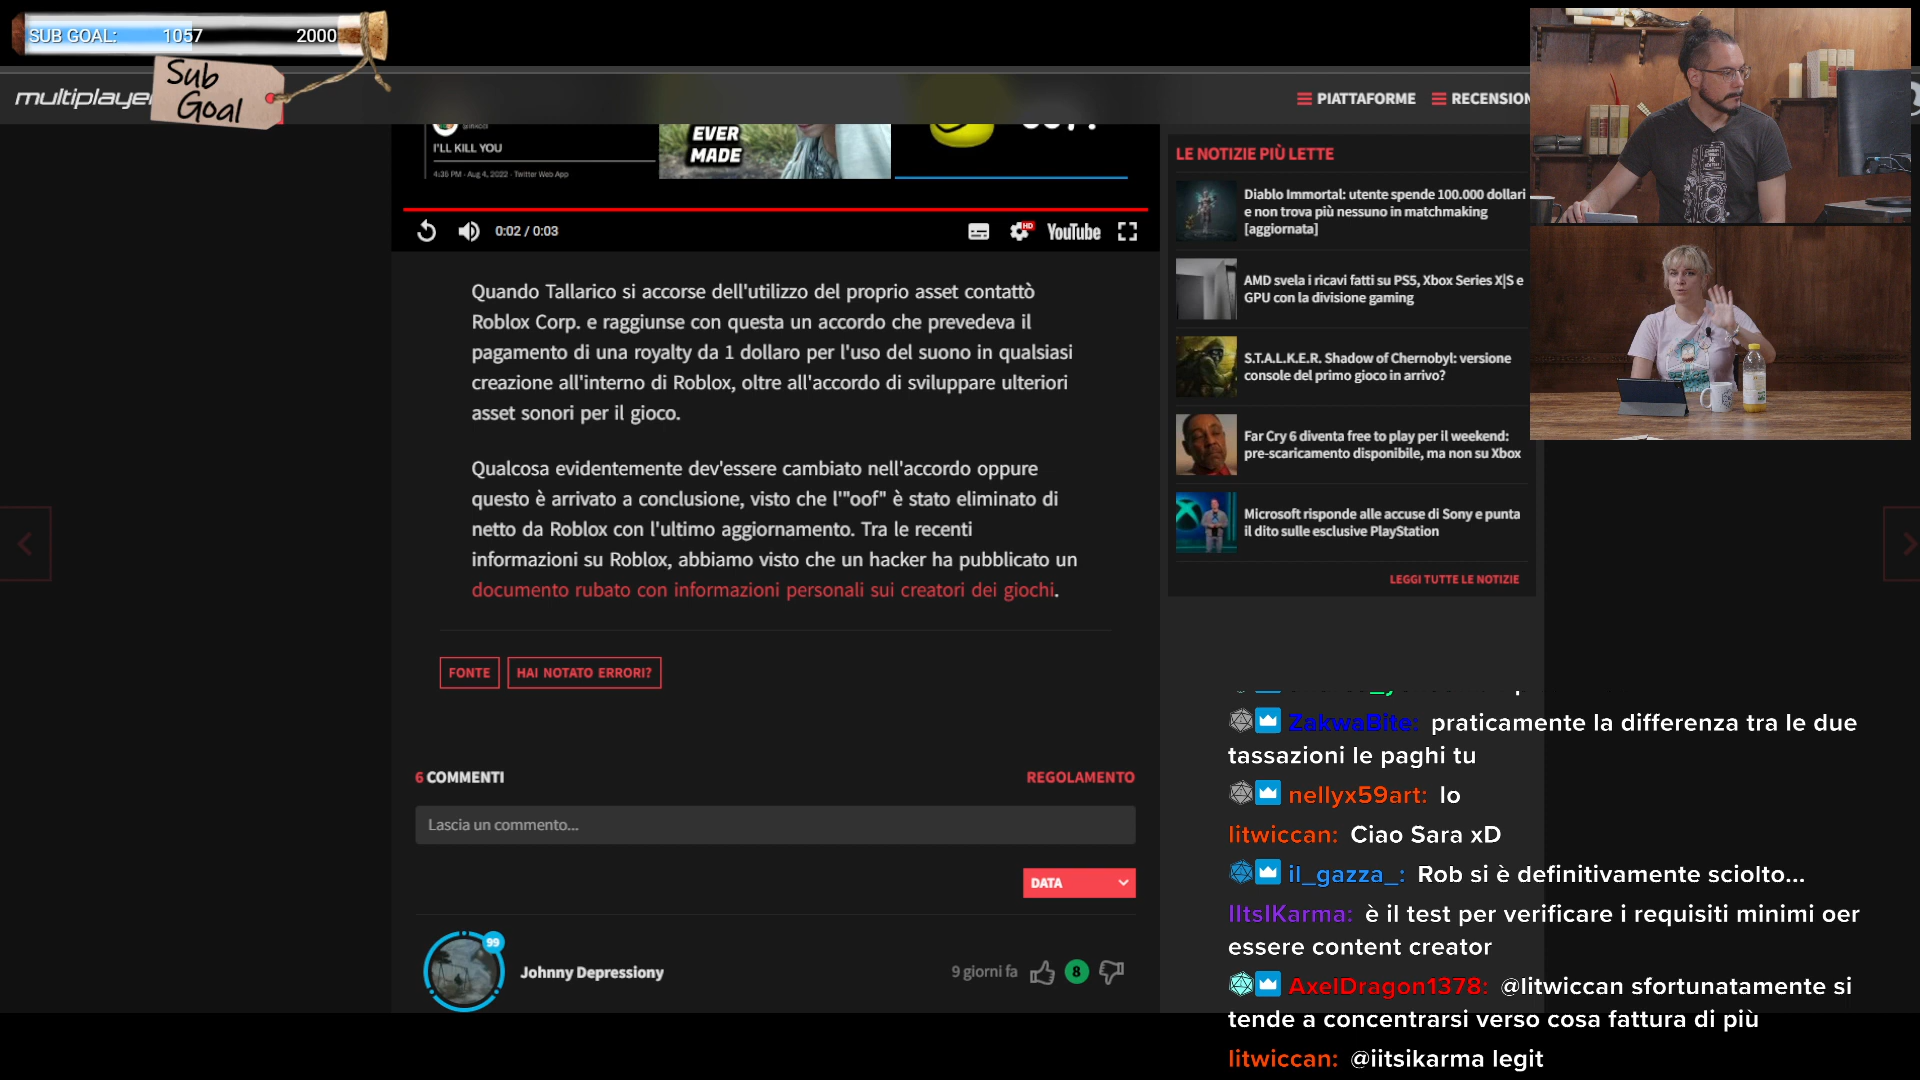 SUB GOAL: 1057 2000
Sub
Goal
multiplayer
PIATTAFORME
EVER
MADE
I'LL KILL YOU
4:35 PM · Aug 4, 2022 · Twitter Web App
0:02 / 0:03
HD
YouTube
Quando Tallarico si accorse dell'utilizzo del proprio asset contattò
Roblox Corp. e raggiunse con questa un accordo che prevedeva il
pagamento di una royalty da 1 dollaro per l'uso del suono in qualsiasi
creazione all'interno di Roblox, oltre all'accordo di sviluppare ulteriori
asset sonori per il gioco.
Qualcosa evidentemente dev'essere cambiato nell'accordo oppure
questo è arrivato a conclusione, visto che l'"oof" è stato eliminato di
netto da Roblox con l'ultimo aggiornamento. Tra le recenti
informazioni su Roblox, abbiamo visto che un hacker ha pubblicato un
documento rubato con informazioni personali sui creatori dei giochi.
FONTE
HAI NOTATO ERRORI?
6 COMMENTI
REGOLAMENTO
Lascia un commento...
DATA
99
Johnny Depressiony
9 giorni fa
8
LE NOTIZIE PIÙ LETTE
Diablo Immortal: utente spende 100.000 dollari
e non trova più nessuno in matchmaking
[aggiornata]
AMD svela i ricavi fatti su PS5, Xbox Series X|S e
GPU con la divisione gaming
S.T.A.L.K.E.R. Shadow of Chernobyl: versione
console del primo gioco in arrivo?
Far Cry 6 diventa free to play per il weekend:
pre-scaricamento disponibile, ma non su Xbox
Microsoft risponde alle accuse di Sony e punta
il dito sulle esclusive PlayStation
LEGGI TUTTE LE NOTIZIE
ZakwaBite: praticamente la differenza tra le due
tassazioni le paghi tu
nellyx59art: lo
litwiccan: Ciao Sara xD
il_gazza_: Rob si è definitivamente sciolto...
IItsIKarma: è il test per verificare i requisiti minimi oer
essere content creator
AxelDragon1378: @litwiccan sfortunatamente si
tende a concentrarsi verso cosa fattura di più
litwiccan: @iitsikarma legit